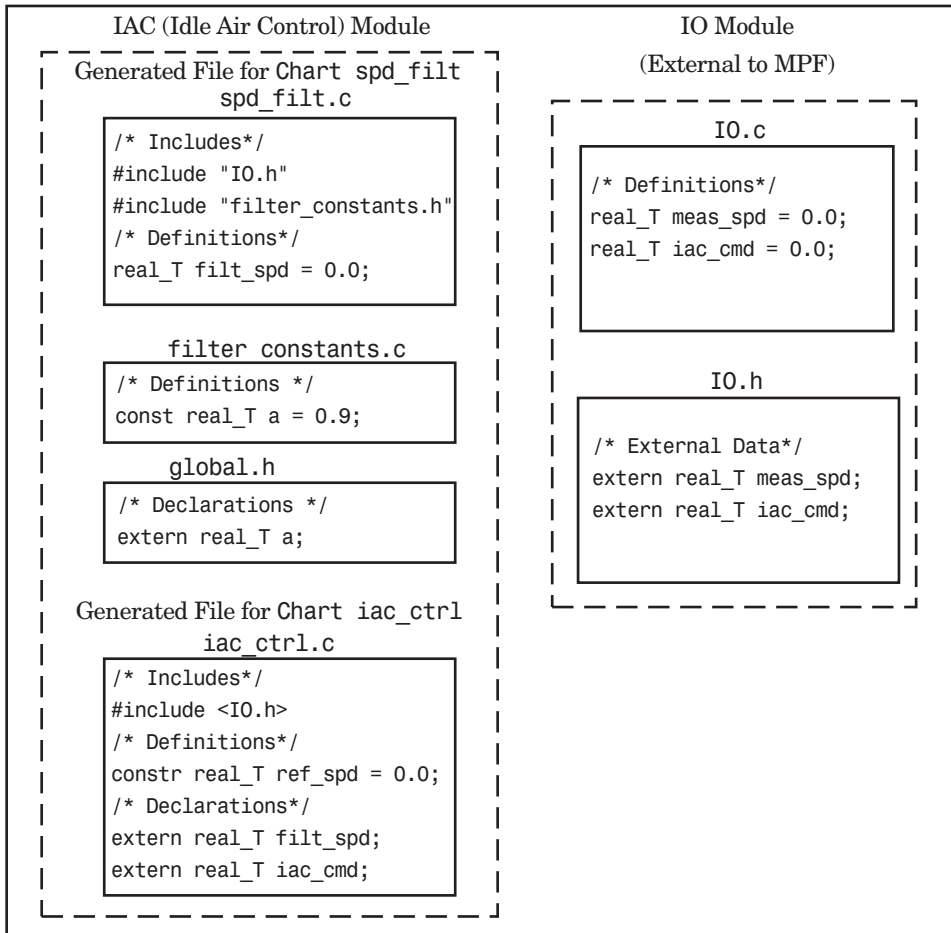 IAC (Idle Air Control) Module
Generated File for Chart spd_filt
spd_filt.c
/* Includes*/
#include "IO.h"
#include "filter_constants.h"
/* Definitions*/
real_T filt_spd = 0.0;
filter constants.c
/* Definitions */
const real_T a = 0.9;
global.h
/* Declarations */
extern real_T a;
Generated File for Chart iac_ctrl
iac_ctrl.c
/* Includes*/
#include <IO.h>
/* Definitions*/
constr real_T ref_spd = 0.0;
/* Declarations*/
extern real_T filt_spd;
extern real_T iac_cmd;
IO Module
(External to MPF)
IO.c
/* Definitions*/
real_T meas_spd = 0.0;
real_T iac_cmd = 0.0;
IO.h
/* External Data*/
extern real_T meas_spd;
extern real_T iac_cmd;